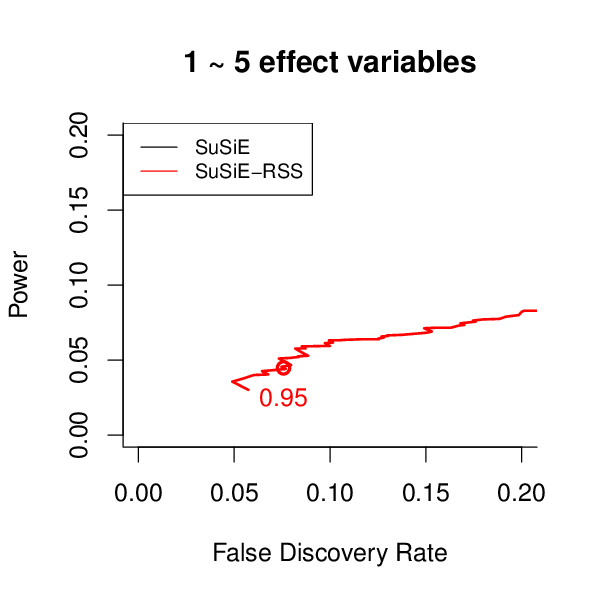 1 ~ 5 effect variables
SuSiE
SuSiE−RSS
Power
0.20
0.15
0.10
0.05
0.00
0.95
0.00 0.05 0.10 0.15 0.20
False Discovery Rate